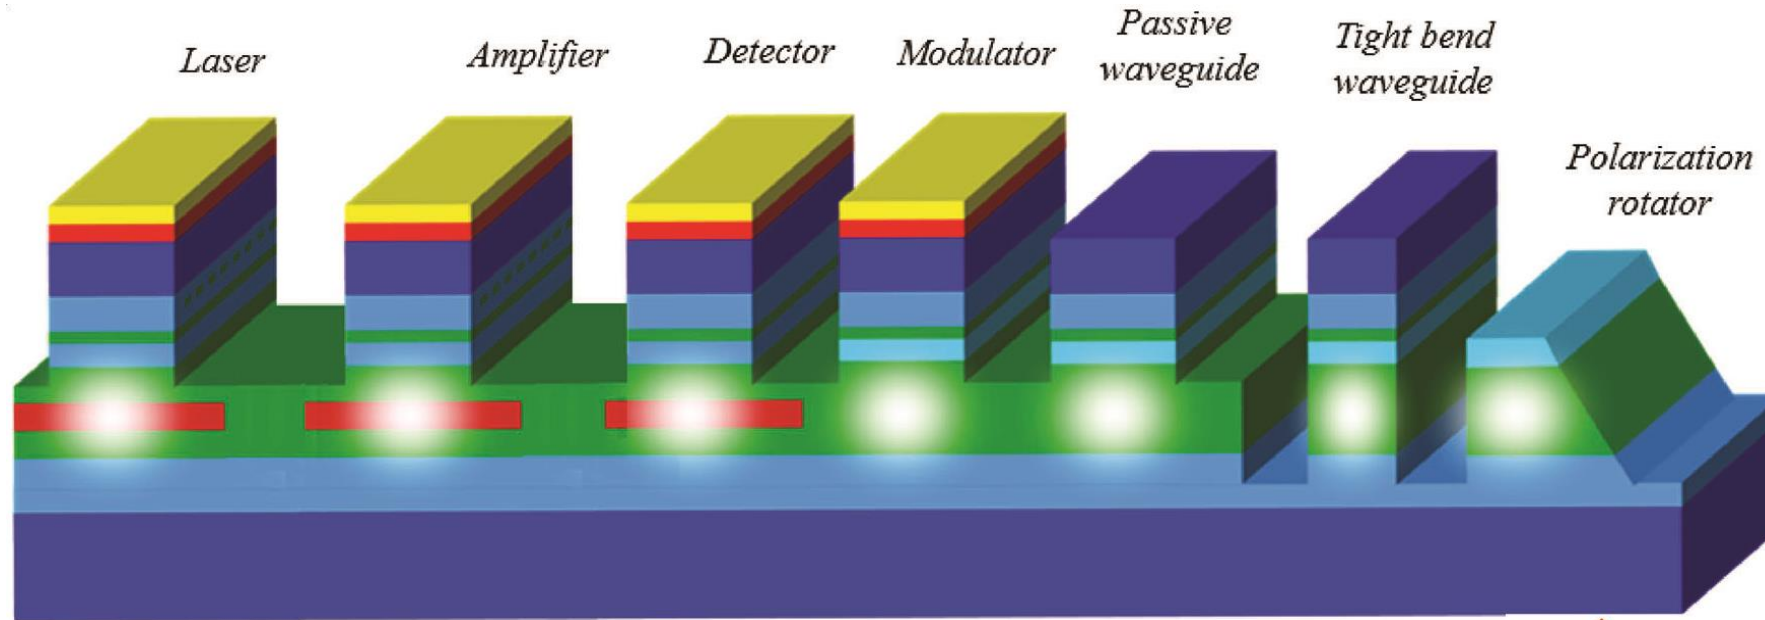 Laser
Amplifier
Detector
Modulator
Passive
waveguide
Tight bend
waveguide
Polarization
rotator